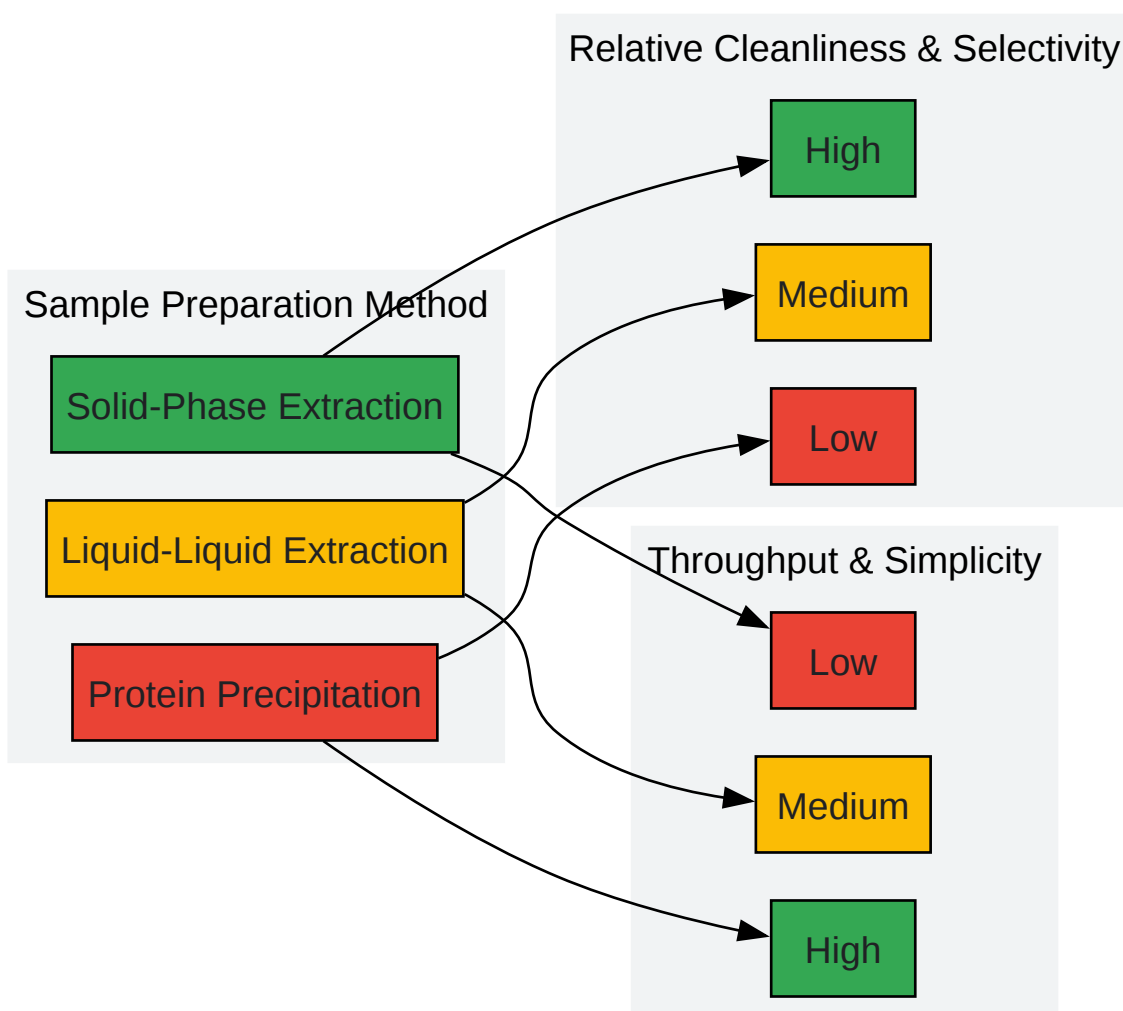 Relative Cleanliness & Selectivity
High
Medium
Low
Sample Preparation Method
Solid-Phase Extraction
Liquid-Liquid Extraction
Protein Precipitation
Throughput & Simplicity
Low
Medium
High